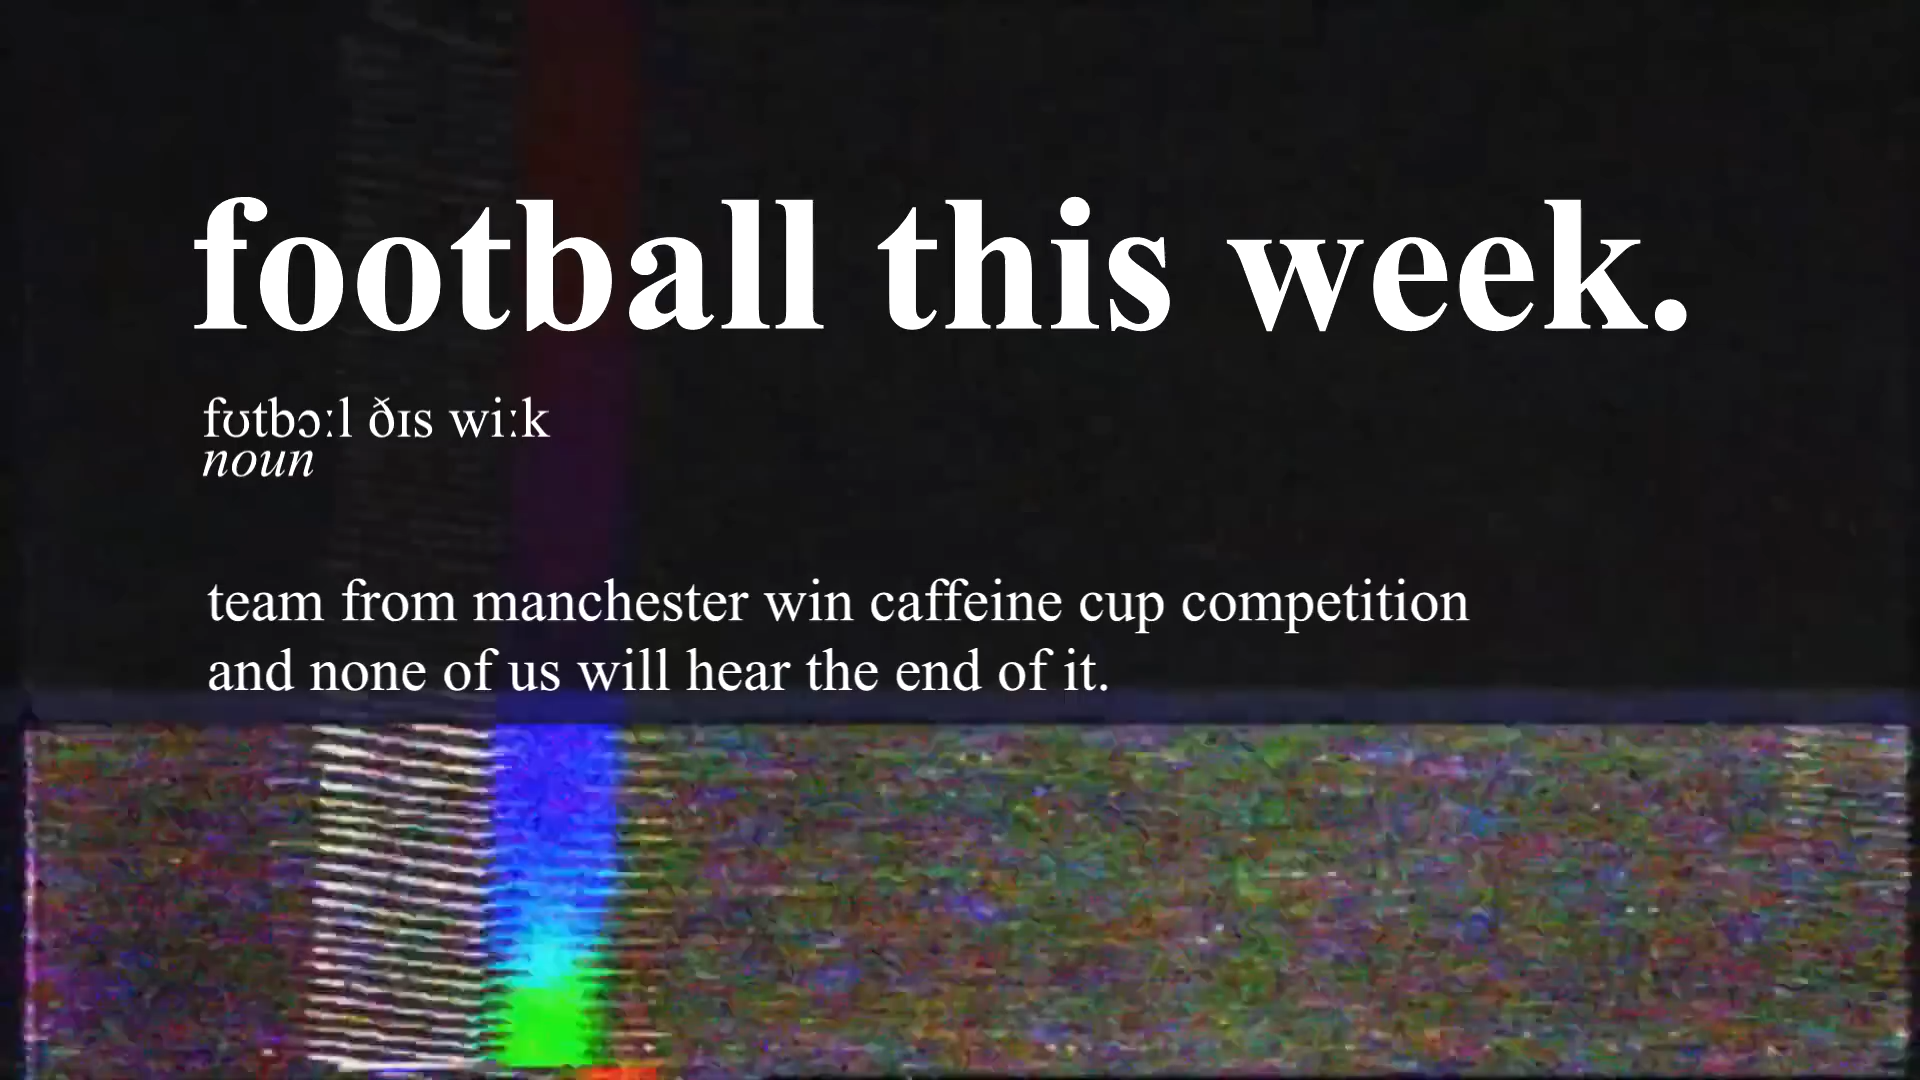 football this week.
fʊtbɔːl ðɪs wiːk
noun
team from manchester win caffeine cup competition
and none of us will hear the end of it.